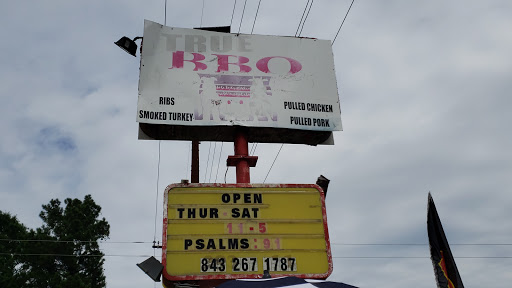 TRUE
BBQ
RIBS
SMOKED TURKEY
PULLED CHICKEN
PULLED PORK
OPEN
THUR - SAT
11-5
PSALMS: 91
843 267 1787